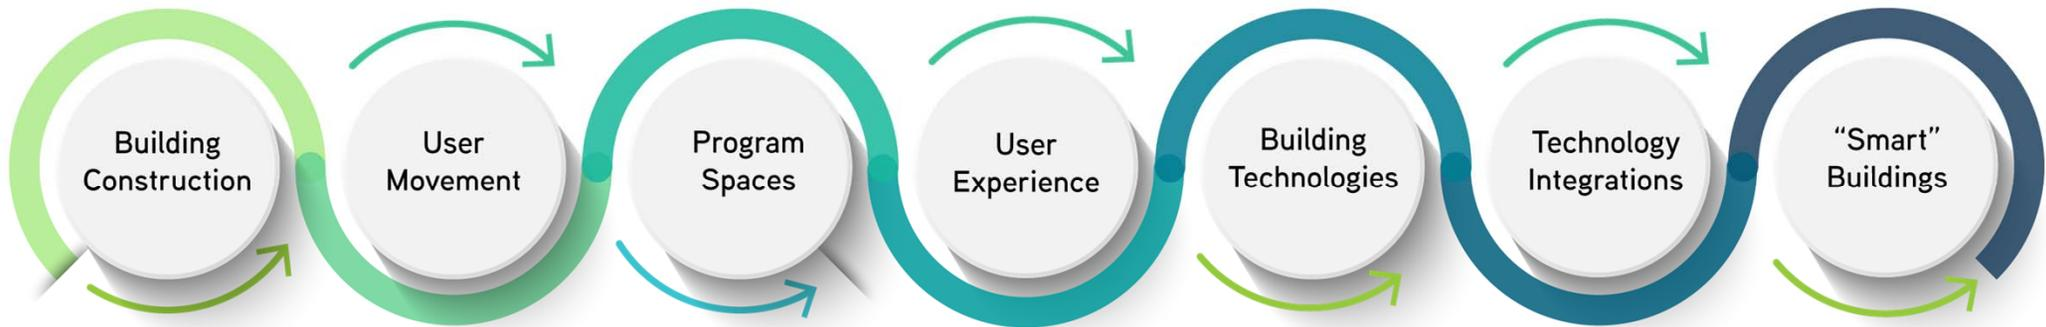 Building
Construction
User
Movement
Program
Spaces
User
Experience
Building
Technologies
Technology
Integrations
“Smart”
Buildings